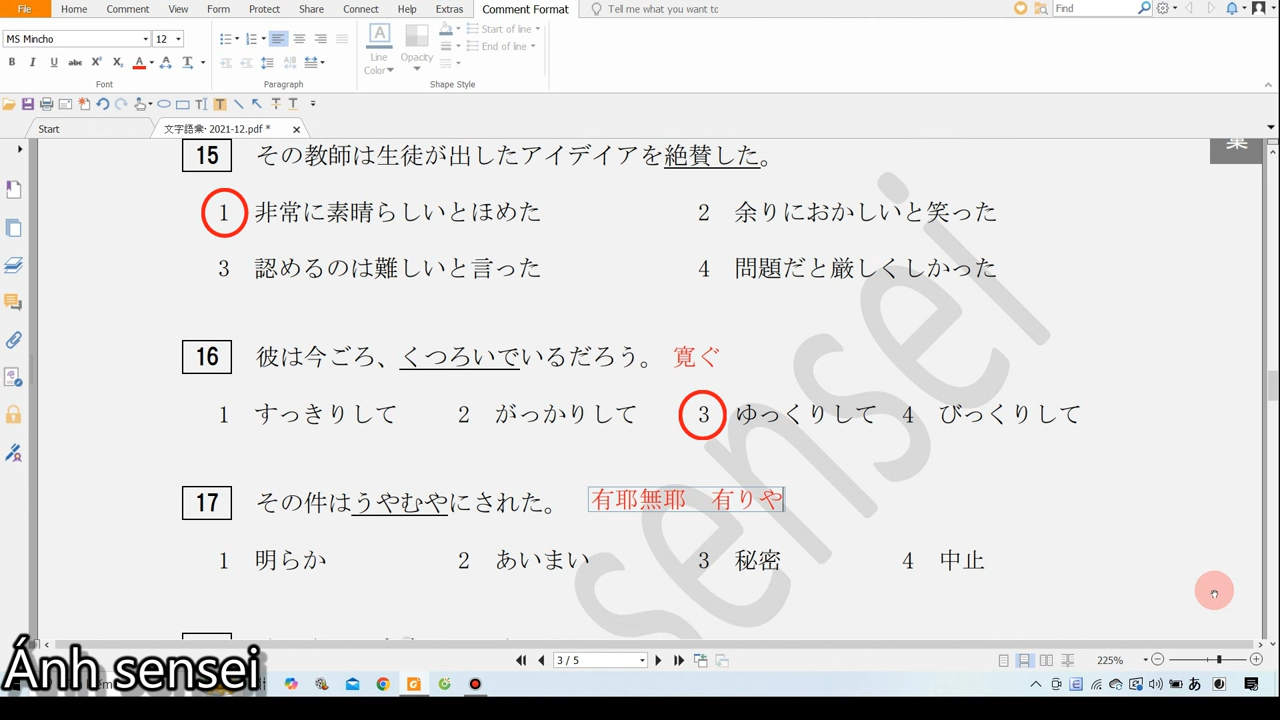 File Home Comment View Form Protect Share Connect Help Extras Comment Format Tell me what you want to Find
MS Mincho 12 Line Color Opacity Start of line End of line
Font Paragraph Shape Style
Start 文字語彙· 2021-12.pdf *
15 その教師は生徒が出したアイデイアを絶賛した。
1 非常に素晴らしいとほめた 2 余りにおかしいと笑った
3 認めるのは難しいと言った 4 問題だと厳しくしかった
16 彼は今ごろ、くつろいでいるだろう。 寛ぐ
1 すっきりして 2 がっかりして 3 ゆっくりして 4 びっくりして
17 その件はうやむやにされた。 有耶無耶 有りや
1 明らか 2 あいまい 3 秘密 4 中止
sensei
3 / 5 225%
Ánh sensei
あ